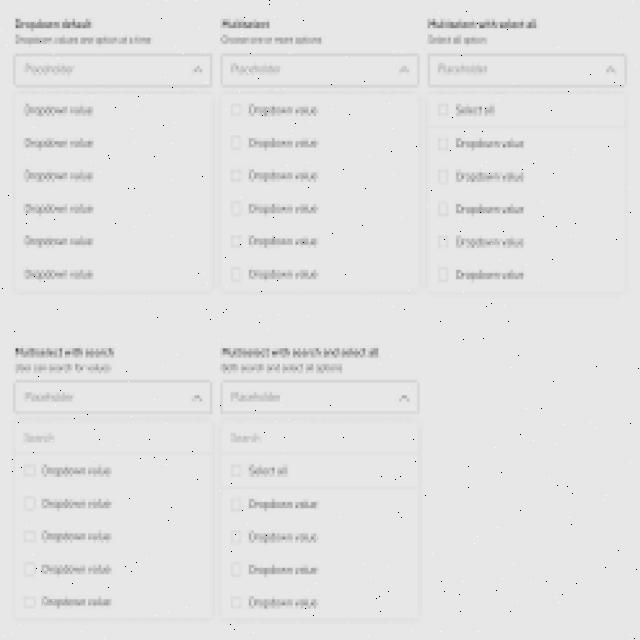 Dropdown default
Dropdown values are option at a time
Placeholder
Dropdown value
Dropdown value
Dropdown value
Dropdown value
Dropdown value
Dropdown value
Multiselect
Choose one or more options
Placeholder
Dropdown value
Dropdown value
Dropdown value
Dropdown value
Dropdown value
Dropdown value
Multiselect with select all
Select all option
Placeholder
Select all
Dropdown value
Dropdown value
Dropdown value
Dropdown value
Dropdown value
Multiselect with search
User can search for values
Placeholder
Search
Dropdown value
Dropdown value
Dropdown value
Dropdown value
Dropdown value
Multiselect with search and select all
Both search and select all options
Placeholder
Search
Select all
Dropdown value
Dropdown value
Dropdown value
Dropdown value